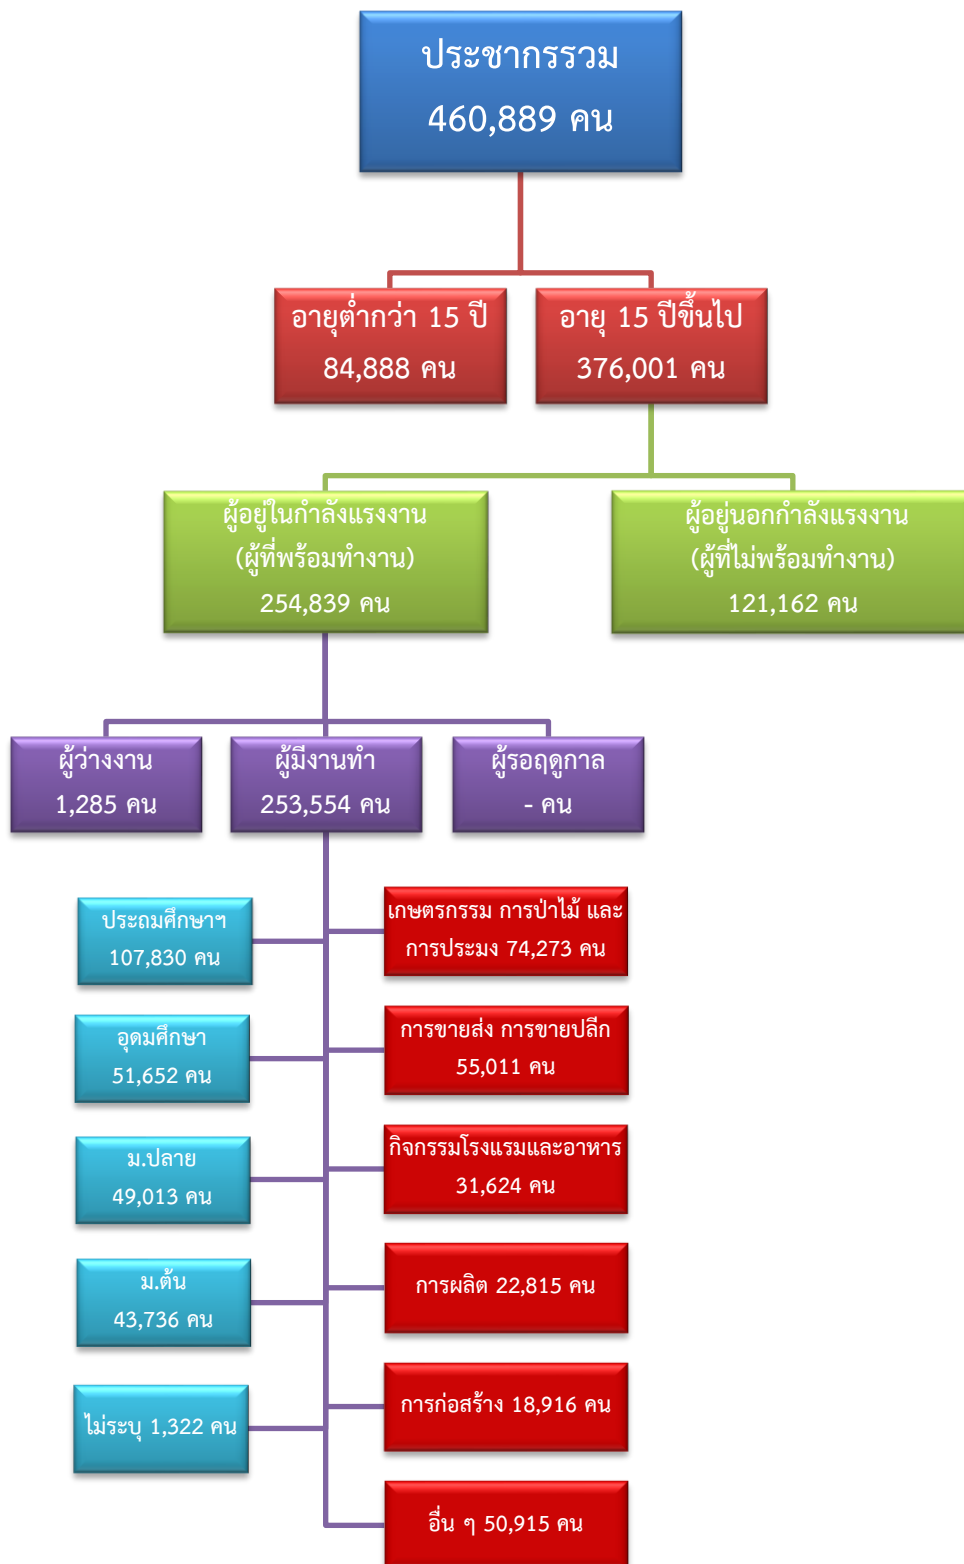 ประชากรรวม
460,889 คน
อายุต่ำกว่า 15 ปี
84,888 คน
อายุ 15 ปีขึ้นไป
376,001 คน
ผู้อยู่ในกำลังแรงงาน
(ผู้ที่พร้อมทำงาน)
254,839 คน
ผู้อยู่นอกกำลังแรงงาน
(ผู้ที่ไม่พร้อมทำงาน)
121,162 คน
ผู้ว่างงาน
1,285 คน
ผู้มีงานทำ
253,554 คน
ผู้รอฤดูกาล
- คน
ประถมศึกษาฯ
107,830 คน
อุดมศึกษา
51,652 คน
ม.ปลาย
49,013 คน
ม.ต้น
43,736 คน
ไม่ระบุ 1,322 คน
เกษตรกรรม การป่าไม้ และ
การประมง 74,273 คน
การขายส่ง การขายปลีก
55,011 คน
กิจกรรมโรงแรมและอาหาร
31,624 คน
การผลิต 22,815 คน
การก่อสร้าง 18,916 คน
อื่น ๆ 50,915 คน